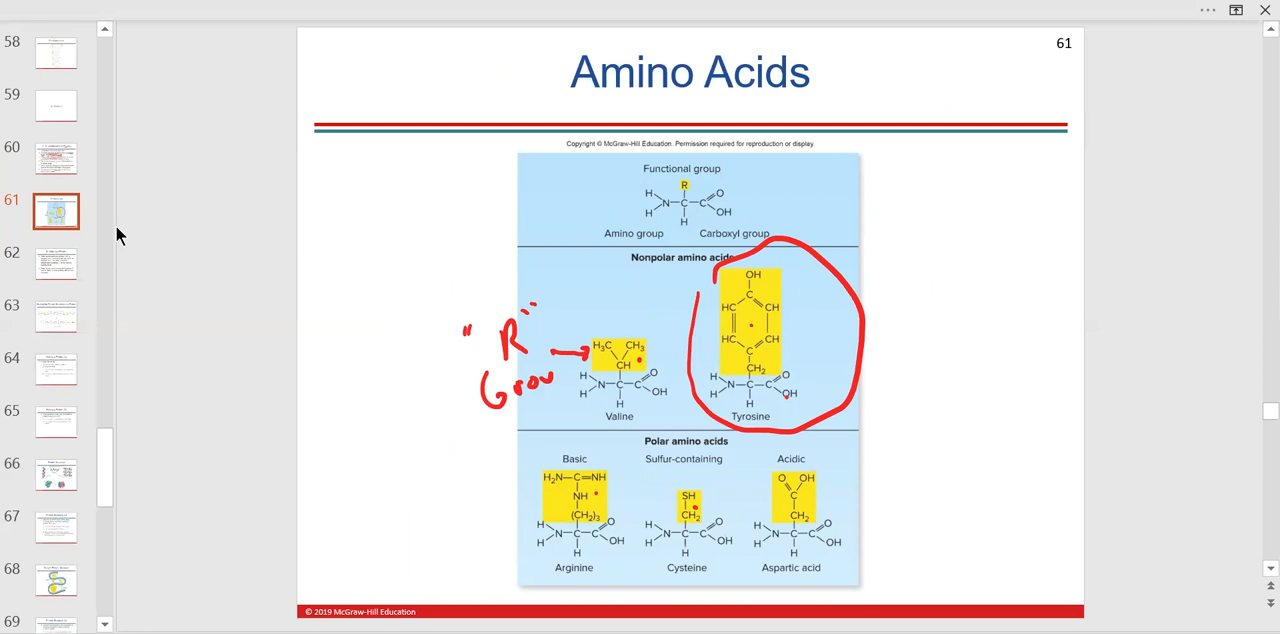 58
59
60
61
62
63
64
65
66
67
68
69
61
Amino Acids
Copyright © McGraw-Hill Education. Permission required for reproduction or display.
Functional group
R
H
N—C—C
O
H
H
OH
Amino group Carboxyl group
Nonpolar amino acids
OH
C
HC CH
HC CH
C
CH₂
H
N—C—C
O
H
H
OH
Tyrosine
"R"
Grou
H₃C CH₃
CH
H
N—C—C
O
H
H
OH
Valine
Polar amino acids
Basic Sulfur-containing Acidic
H₂N—C=NH
NH
(CH₂)₃
H
N—C—C
O
H
H
OH
Arginine
SH
CH₂
H
N—C—C
O
H
H
OH
Cysteine
O OH
C
CH₂
H
N—C—C
O
H
H
OH
Aspartic acid
© 2019 McGraw-Hill Education